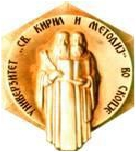 УНИВЕРЗИТЕТ „СВ. КИРИЛ И МЕТОДИЈ“ ВО СКОПЈЕ